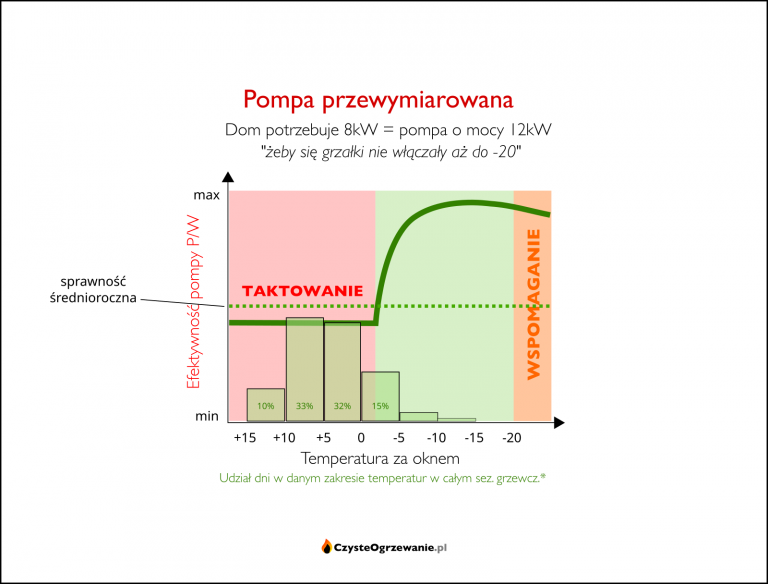 Pompa przewymiarowana
Dom potrzebuje 8kW = pompa o mocy 12kW
"żeby się grzałki nie włączały aż do -20"
max
Efektywność pompy P/W
sprawność
średnioroczna
TAKTOWANIE
WSPOMAGANIE
10% 33% 32% 15%
min
+15 +10 +5 0 -5 -10 -15 -20
Temperatura za oknem
Udział dni w danym zakresie temperatur w całym sez. grzewcz.*
CzysteOgrzewanie.pl